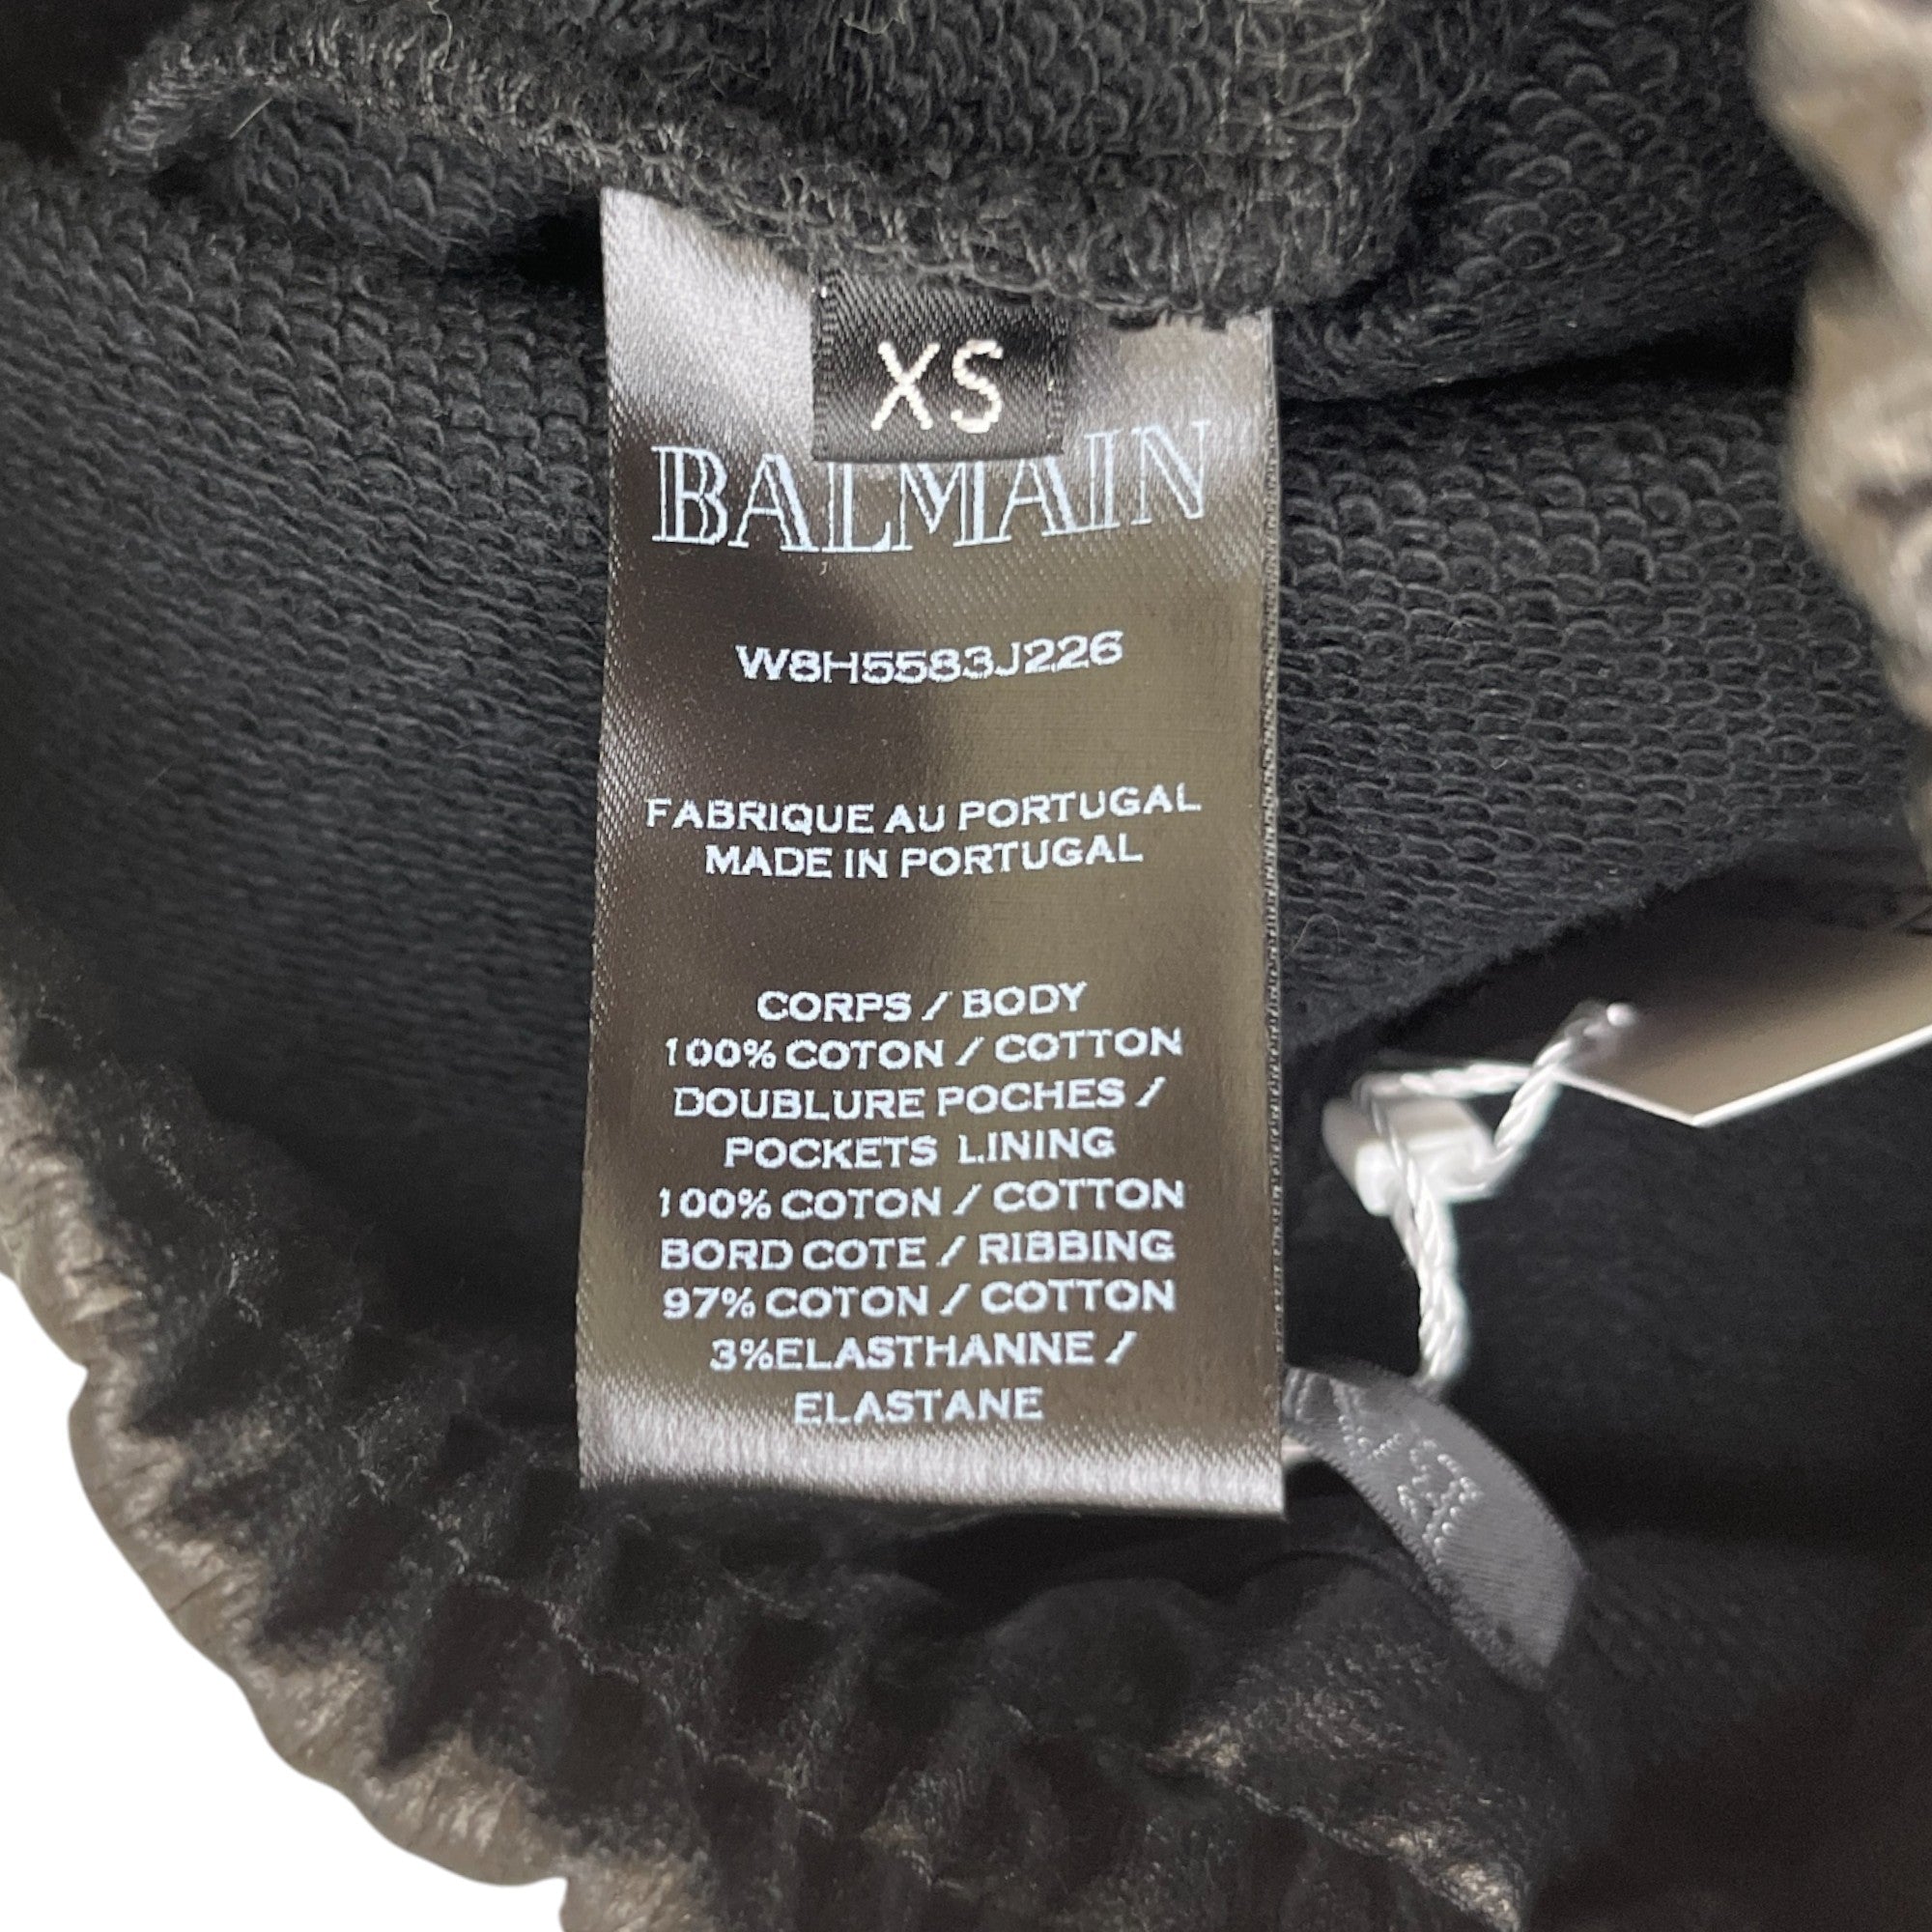 XS
BALMAIN
W8H5583J226
FABRIQUE AU PORTUGAL
MADE IN PORTUGAL
CORPS / BODY
100% COTON / COTTON
DOUBLURE POCHES /
POCKETS LINING
100% COTON / COTTON
BORD COTE / RIBBING
97% COTON / COTTON
3%ELASTHANNE /
ELASTANE